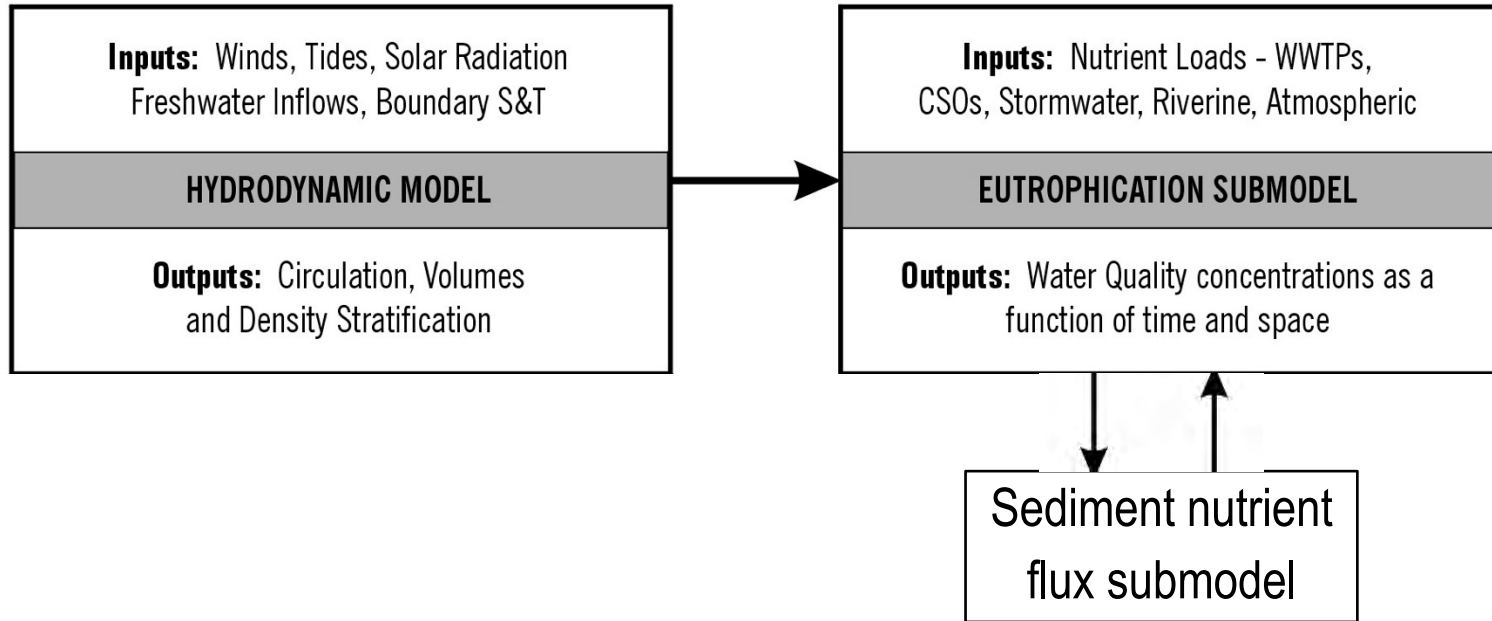 Inputs: Winds, Tides, Solar Radiation
Freshwater Inflows, Boundary S&T
HYDRODYNAMIC MODEL
Outputs: Circulation, Volumes
and Density Stratification
Inputs: Nutrient Loads - WWTPs,
CSOs, Stormwater, Riverine, Atmospheric
EUTROPHICATION SUBMODEL
Outputs: Water Quality concentrations as a
function of time and space
Sediment nutrient
flux submodel